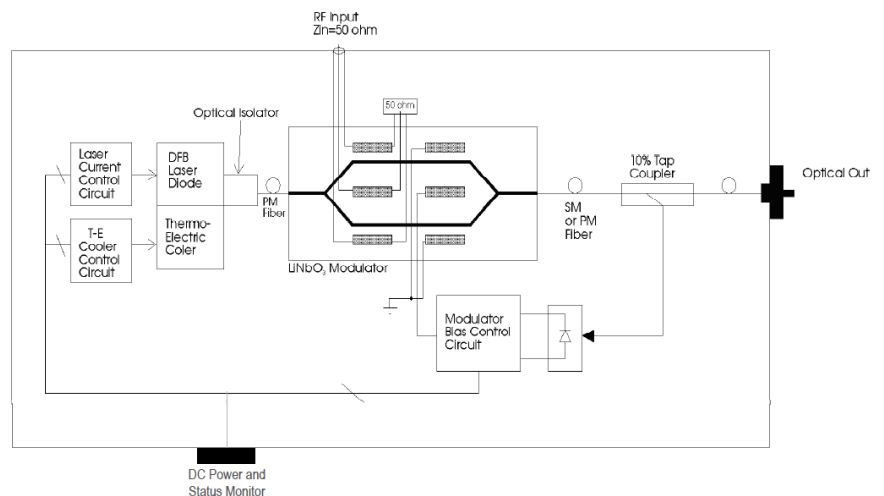 RF Input
Zin=50 ohm
50 ohm
Optical Isolator
Laser
Current
Control
Circuit
DFB
Laser
Diode
PM
Fiber
10% Tap
Coupler
Optical Out
SM
or PM
Fiber
T-E
Cooler
Control
Circuit
Thermo-
Electric
Coler
LiNbO3 Modulator
Modulator
Bias Control
Circuit
DC Power and
Status Monitor